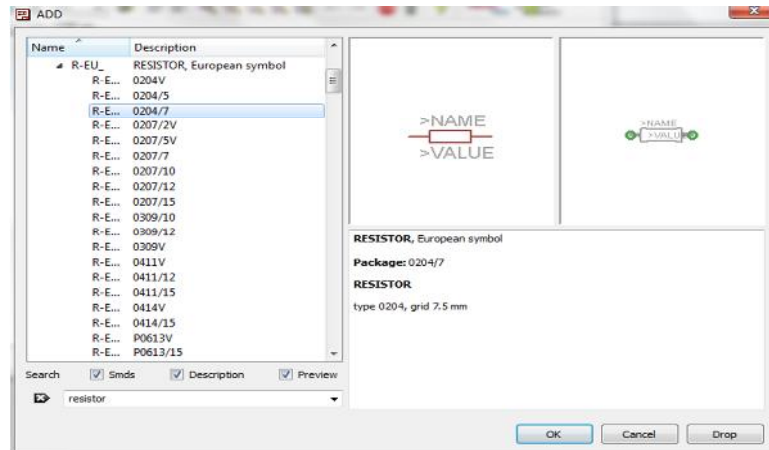 ADD
Name Description
R-EU_ RESISTOR, European symbol
R-E... 0204V
R-E... 0204/5
R-E... 0204/7
R-E... 0207/2V
R-E... 0207/5V
R-E... 0207/7
R-E... 0207/10
R-E... 0207/12
R-E... 0207/15
R-E... 0309/10
R-E... 0309/12
R-E... 0309V
R-E... 0411V
R-E... 0411/12
R-E... 0411/15
R-E... 0414V
R-E... 0414/15
R-E... P0613V
R-E... P0613/15
Search Smds Description Preview
resistor
>NAME
>VALUE
>NAME
>VALU
RESISTOR, European symbol
Package: 0204/7
RESISTOR
type 0204, grid 7.5 mm
OK Cancel Drop